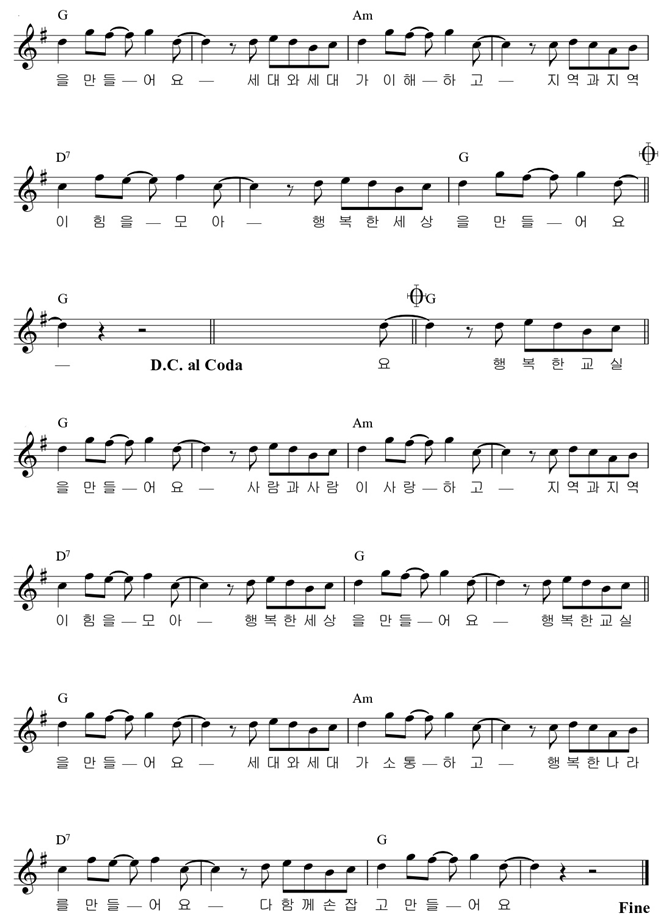 G Am
을 만 들 — 어 요 — 세 대 와 세 대 가 이 해 — 하 고 — 지 역 과 지 역
D7 G
이 힘 을 — 모 아 — 행 복 한 세 상 을 만 들 — 어 요
G G
— D.C. al Coda 요 행 복 한 교 실
G Am
을 만 들 — 어 요 — 사 람 과 사 람 이 사 랑 — 하 고 — 지 역 과 지 역
D7 G
이 힘 을 — 모 아 — 행 복 한 세 상 을 만 들 — 어 요 — 행 복 한 교 실
G Am
을 만 들 — 어 요 — 세 대 와 세 대 가 소 통 — 하 고 — 행 복 한 나 라
D7 G
를 만 들 — 어 요 — 다 함 께 손 잡 고 만 들 — 어 요
Fine